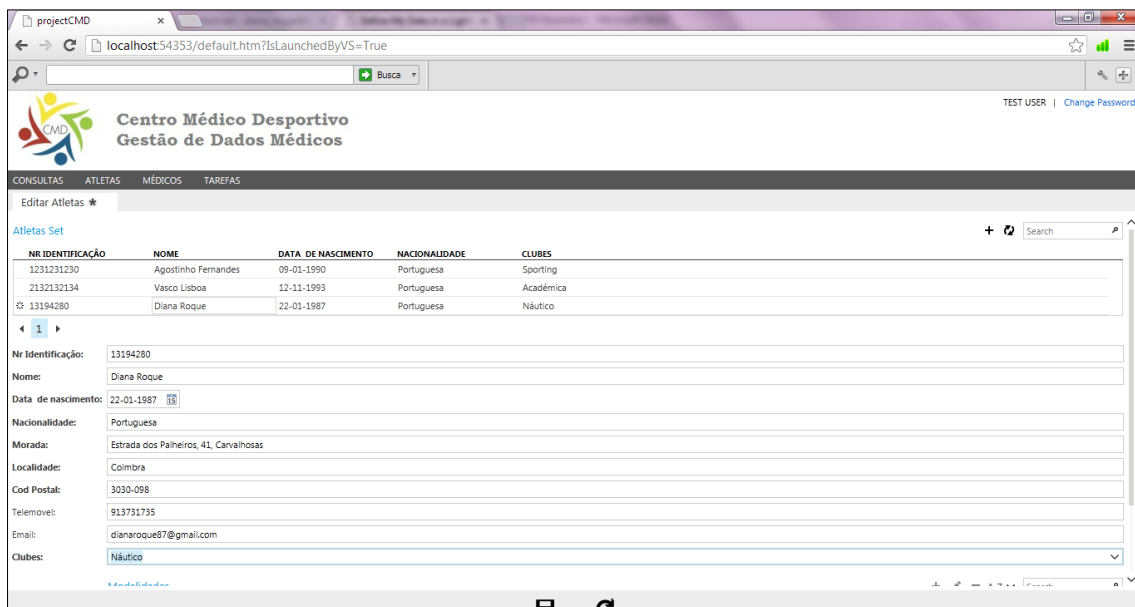 projectCMD
localhost:54353/default.htm?IsLaunchedByVS=True
Busca
TEST USER | Change Password
CMD
Centro Médico Desportivo
Gestão de Dados Médicos
CONSULTAS ATLETAS MÉDICOS TAREFAS
Editar Atletas *
Atletas Set
Search
NR IDENTIFICAÇÂO NOME DATA DE NASCIMENTO NACIONALIDADE CLUBES
1231231230 Agostinho Fernandes 09-01-1990 Portuguesa Sporting
2132132134 Vasco Lisboa 12-11-1993 Portuguesa Académica
13194280 Diana Roque 22-01-1987 Portuguesa Náutico
1
Nr Identificação: 13194280
Nome: Diana Roque
Data de nascimento: 22-01-1987 15
Nacionalidade: Portuguesa
Morada: Estrada dos Palheiros, 41, Carvalhosas
Localidade: Coimbra
Cod Postal: 3030-098
Telemovel: 913731735
Email: dianaroque87@gmail.com
Clubes: Náutico
Modalidades
Search